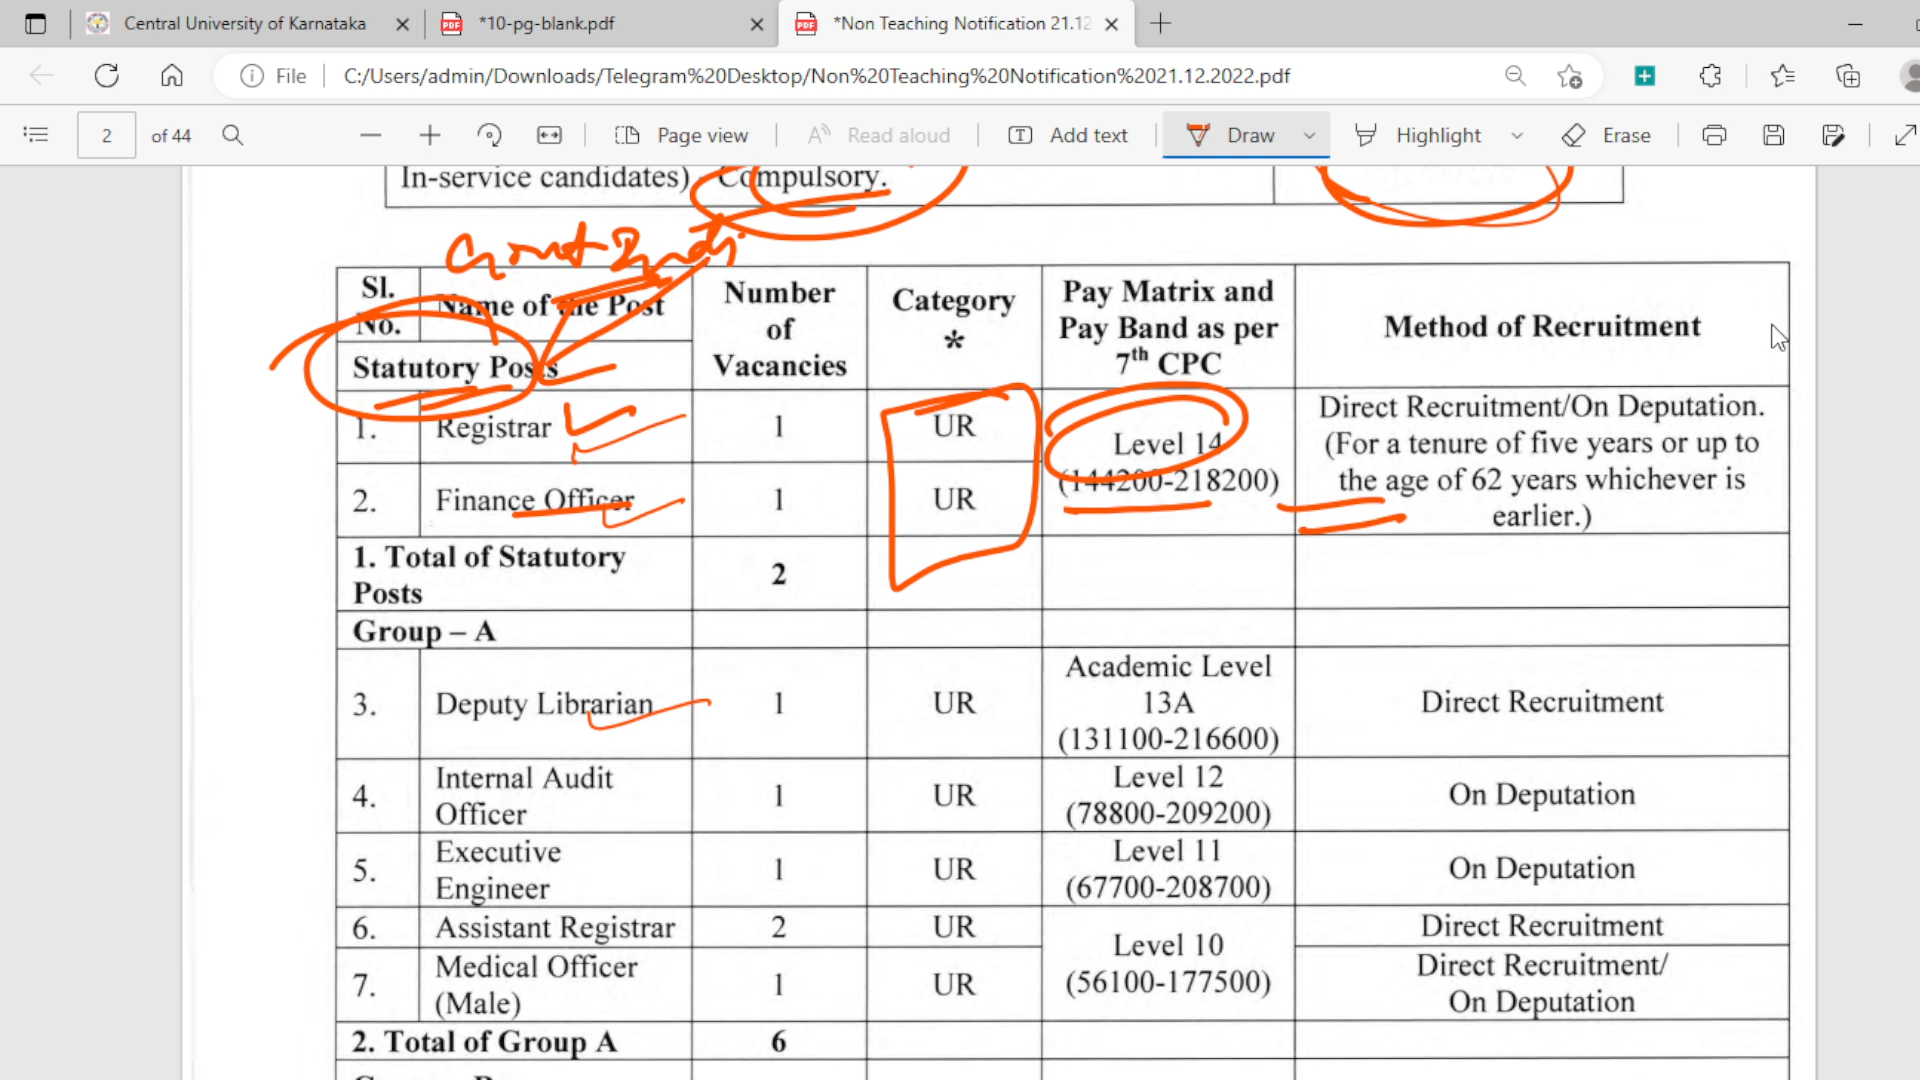 Central University of Karnataka
*10-pg-blank.pdf
*Non Teaching Notification 21.12
File
C:/Users/admin/Downloads/Telegram%20Desktop/Non%20Teaching%20Notification%2021.12.2022.pdf
2 of 44
Page view
Read aloud
Add text
Draw
Highlight
Erase
In-service candidates) Compulsory.
Sl. No.
Name of the Post
Number of Vacancies
Category *
Pay Matrix and Pay Band as per 7th CPC
Method of Recruitment
Statutory Posts
1. Registrar 1 UR Level 14 (144200-218200) Direct Recruitment/On Deputation. (For a tenure of five years or up to the age of 62 years whichever is earlier.)
2. Finance Officer 1 UR
1. Total of Statutory Posts 2
Group – A
3. Deputy Librarian 1 UR Academic Level 13A (131100-216600) Direct Recruitment
4. Internal Audit Officer 1 UR Level 12 (78800-209200) On Deputation
5. Executive Engineer 1 UR Level 11 (67700-208700) On Deputation
6. Assistant Registrar 2 UR Level 10 (56100-177500) Direct Recruitment
7. Medical Officer (Male) 1 UR Direct Recruitment/ On Deputation
2. Total of Group A 6